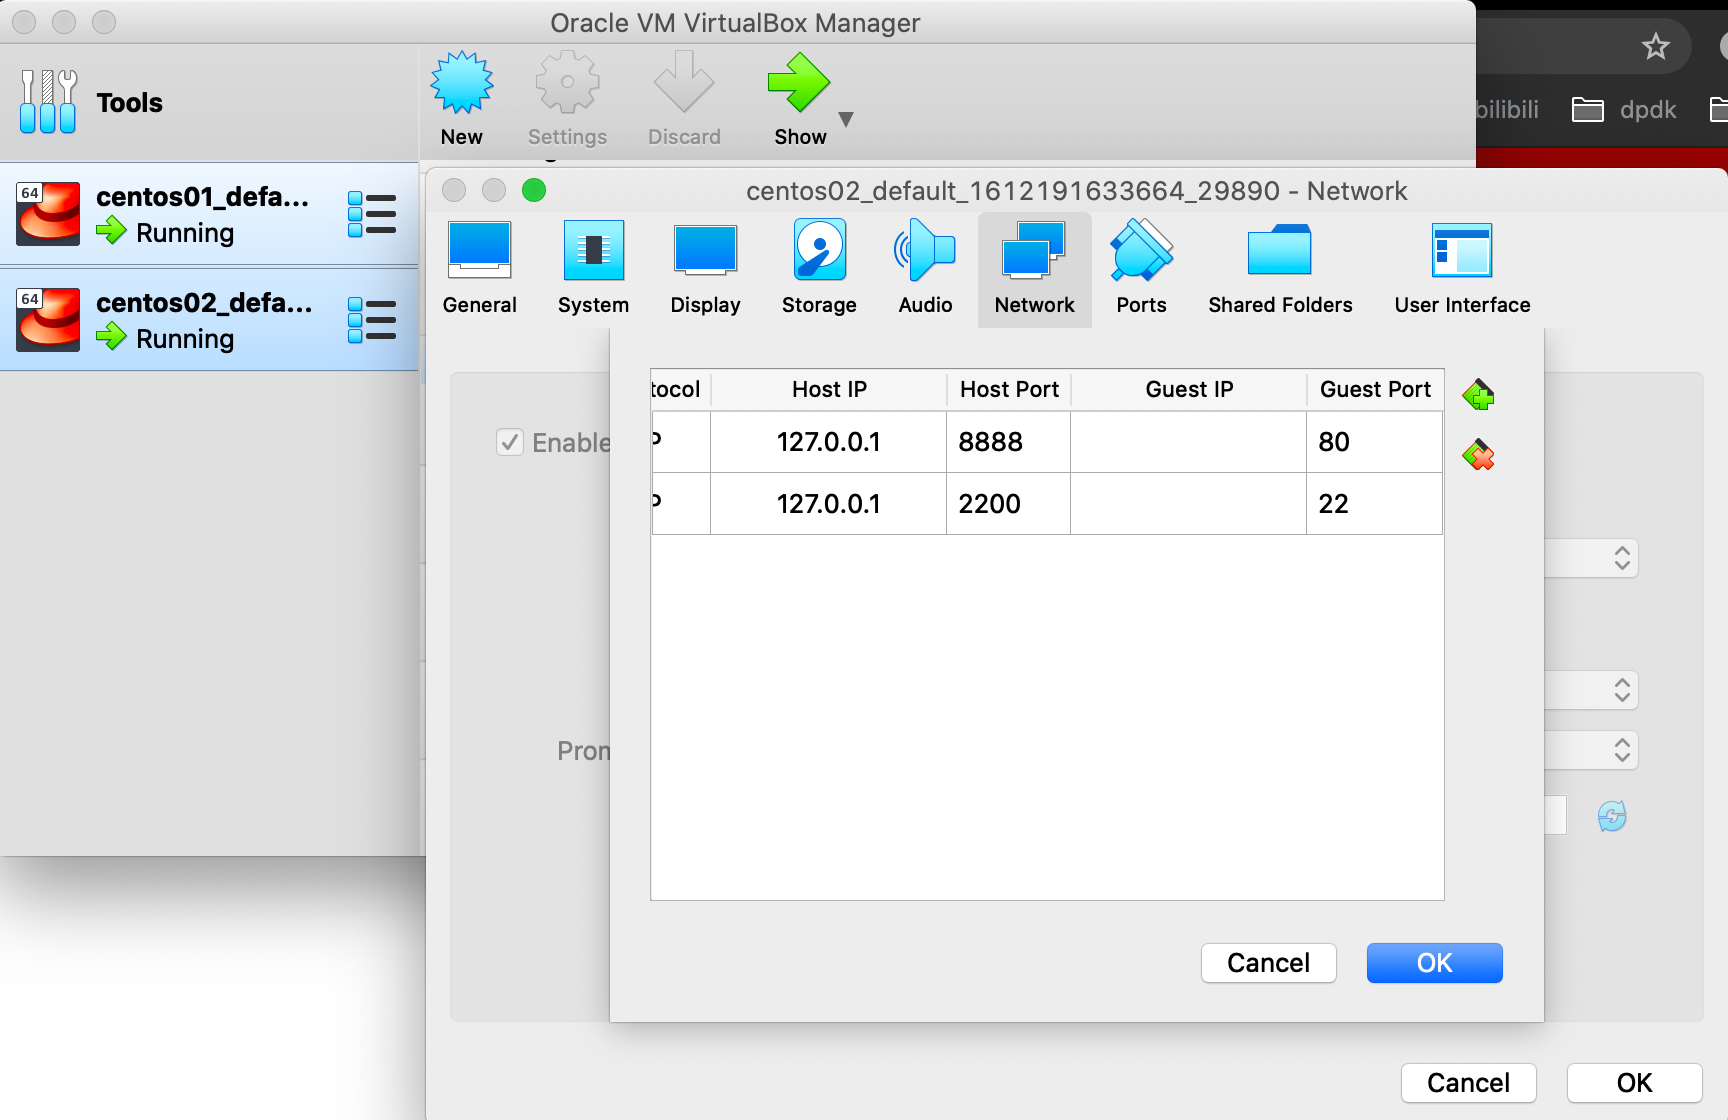 Oracle VM VirtualBox Manager
Tools
New
Settings
Discard
Show
bilibili
dpdk
64
centos01_defa...
Running
64
centos02_defa...
Running
centos02_default_1612191633664_29890 - Network
General
System
Display
Storage
Audio
Network
Ports
Shared Folders
User Interface
tocol Host IP Host Port Guest IP Guest Port
P 127.0.0.1 8888 80
P 127.0.0.1 2200 22
Enable
Pron
Cancel
OK
Cancel
OK